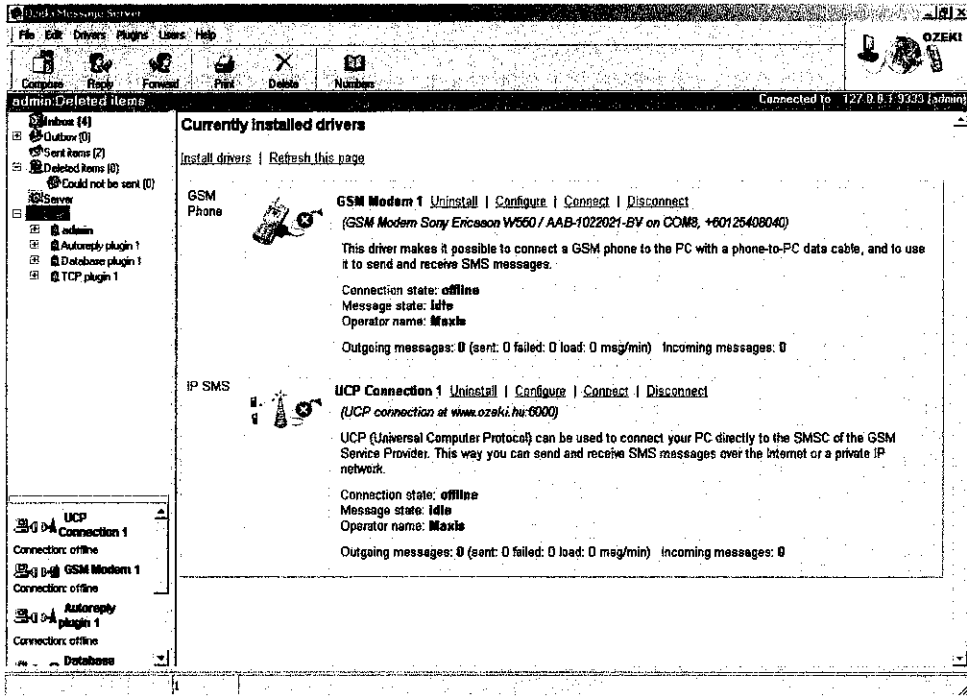 Ozeki Message Server
File Edit Drivers Plugins Users Help
OZEKI
Compose Reply Forward Print Delete Numbers
admin:Deleted items
Connected to 127.0.0.1:9333 (admin)
Inbox (4)
Outbox (0)
Sent items (2)
Deleted items (0)
Could not be sent (0)
Server
admin
Autoreply plugin 1
Database plugin 1
TCP plugin 1
Currently installed drivers
Install drivers | Refresh this page
GSM Phone
GSM Modem 1 Uninstall | Configure | Connect | Disconnect
(GSM Modem Sony Ericsson W550 / AAB-1022021-BV on COM8, +60125408040)
This driver makes it possible to connect a GSM phone to the PC with a phone-to-PC data cable, and to use
it to send and receive SMS messages.
Connection state: offline
Message state: idle
Operator name: Maxis
Outgoing messages: 0 (sent: 0 failed: 0 load: 0 msg/min) Incoming messages: 0
IP SMS
UCP Connection 1 Uninstall | Configure | Connect | Disconnect
(UCP connection at www.ozeki.hu:6000)
UCP (Universal Computer Protocol) can be used to connect your PC directly to the SMSC of the GSM
Service Provider. This way you can send and receive SMS messages over the Internet or a private IP
network.
Connection state: offline
Message state: idle
Operator name: Maxis
Outgoing messages: 0 (sent: 0 failed: 0 load: 0 msg/min) Incoming messages: 0
UCP
Connection 1
Connection: offline
GSM Modem 1
Connection: offline
Autoreply
plugin 1
Connection: offline
Database
1